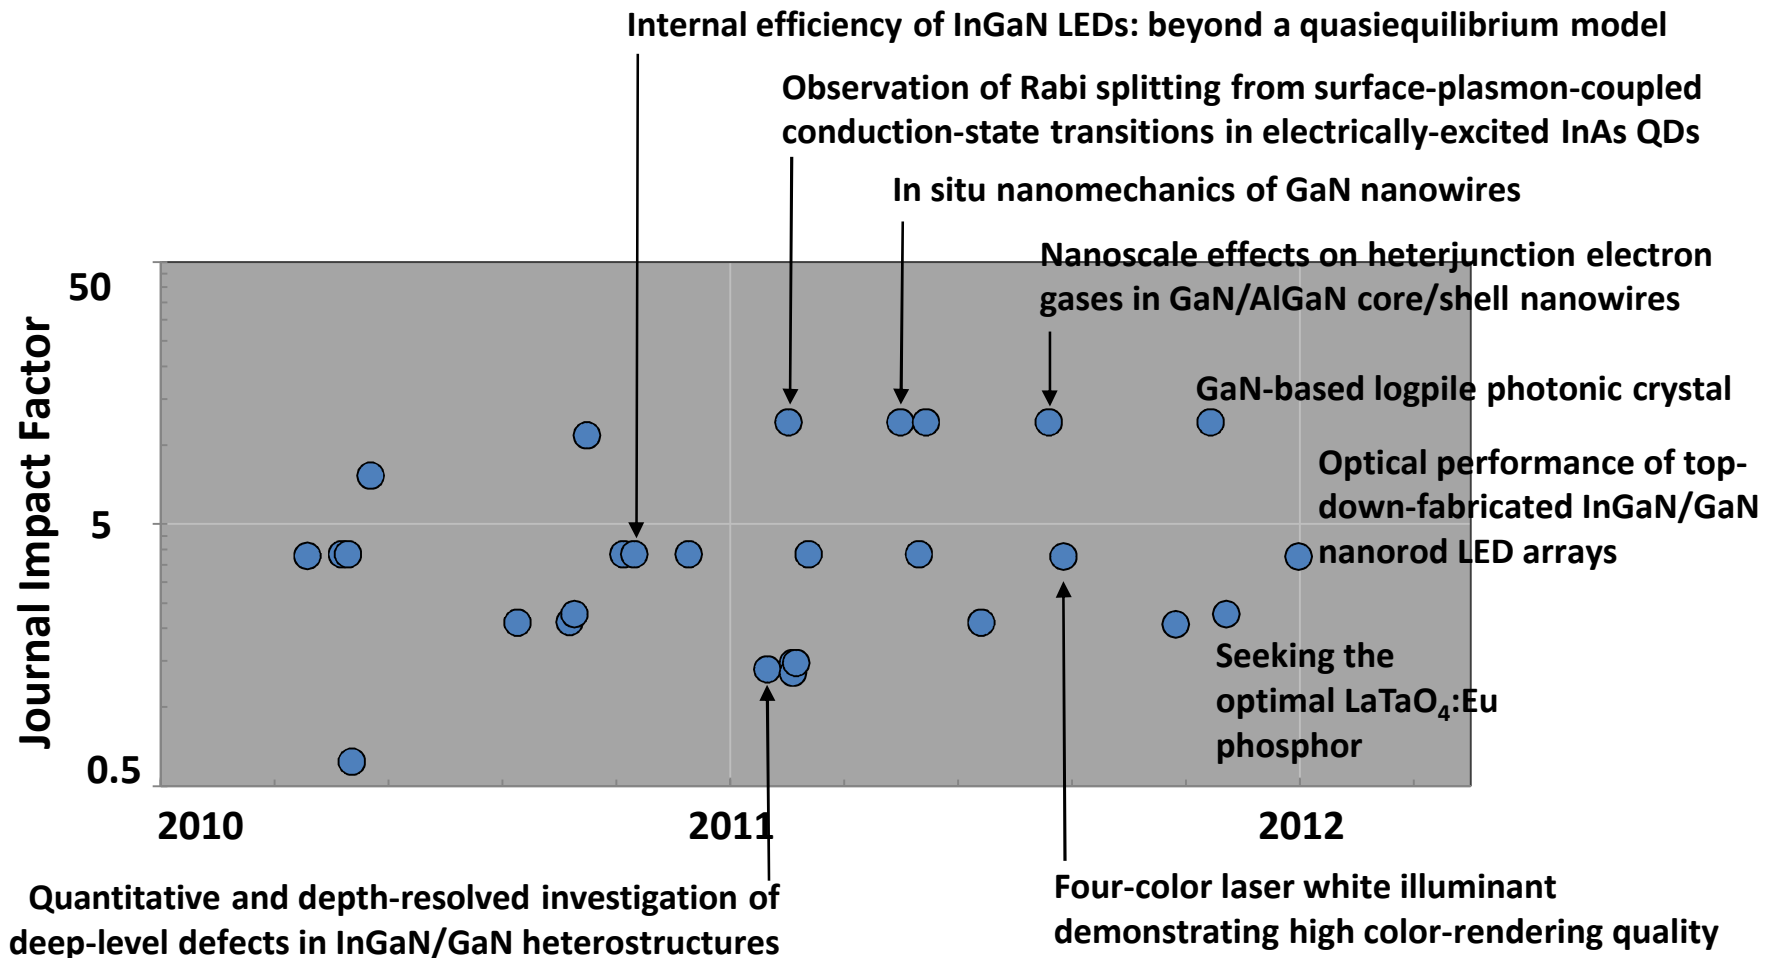 Internal efficiency of InGaN LEDs: beyond a quasiequilibrium model
Observation of Rabi splitting from surface-plasmon-coupled
conduction-state transitions in electrically-excited InAs QDs
In situ nanomechanics of GaN nanowires
Nanoscale effects on heterjunction electron
gases in GaN/AlGaN core/shell nanowires
50
GaN-based logpile photonic crystal
Journal Impact Factor
Optical performance of top-
down-fabricated InGaN/GaN
nanorod LED arrays
5
Seeking the
optimal LaTaO₄:Eu
phosphor
0.5
2010
2011
2012
Quantitative and depth-resolved investigation of
deep-level defects in InGaN/GaN heterostructures
Four-color laser white illuminant
demonstrating high color-rendering quality